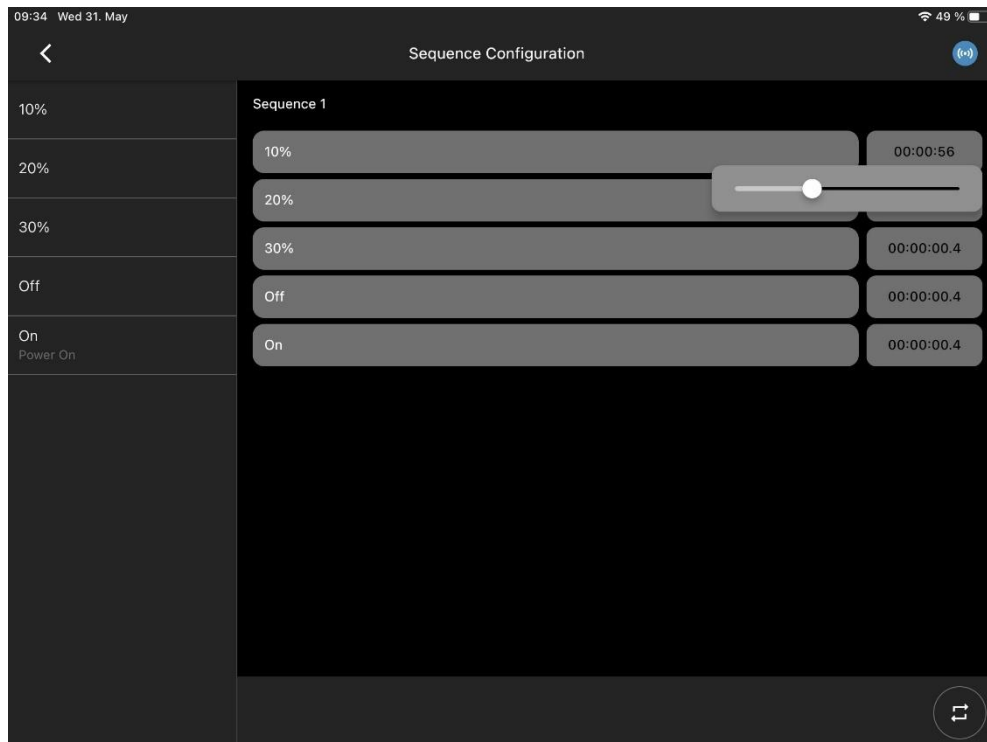 09:34 Wed 31. May
49 %
Sequence Configuration
10%
20%
30%
Off
On
Power On
Sequence 1
10%
00:00:56
20%
30%
00:00:00.4
Off
00:00:00.4
On
00:00:00.4